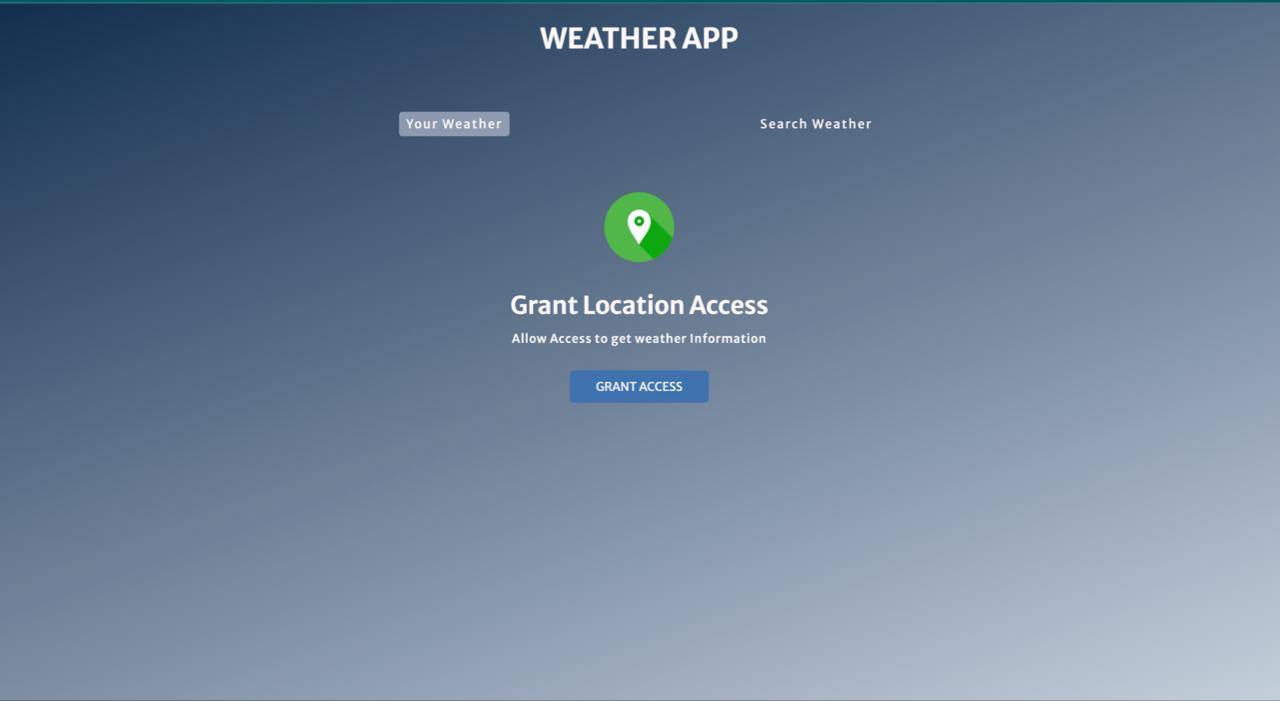 WEATHER APP
Your Weather
Search Weather
Grant Location Access
Allow Access to get weather Information
GRANT ACCESS